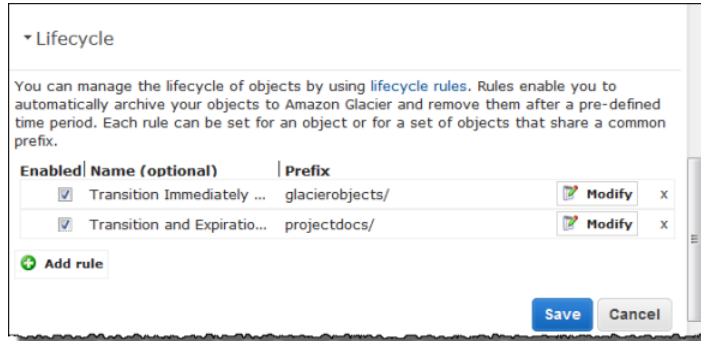 Lifecycle
You can manage the lifecycle of objects by using lifecycle rules. Rules enable you to
automatically archive your objects to Amazon Glacier and remove them after a pre-defined
time period. Each rule can be set for an object or for a set of objects that share a common
prefix.
Enabled Name (optional) Prefix
Transition Immediately ... glacierobjects/ Modify x
Transition and Expiratio... projectdocs/ Modify x
Add rule
Save Cancel